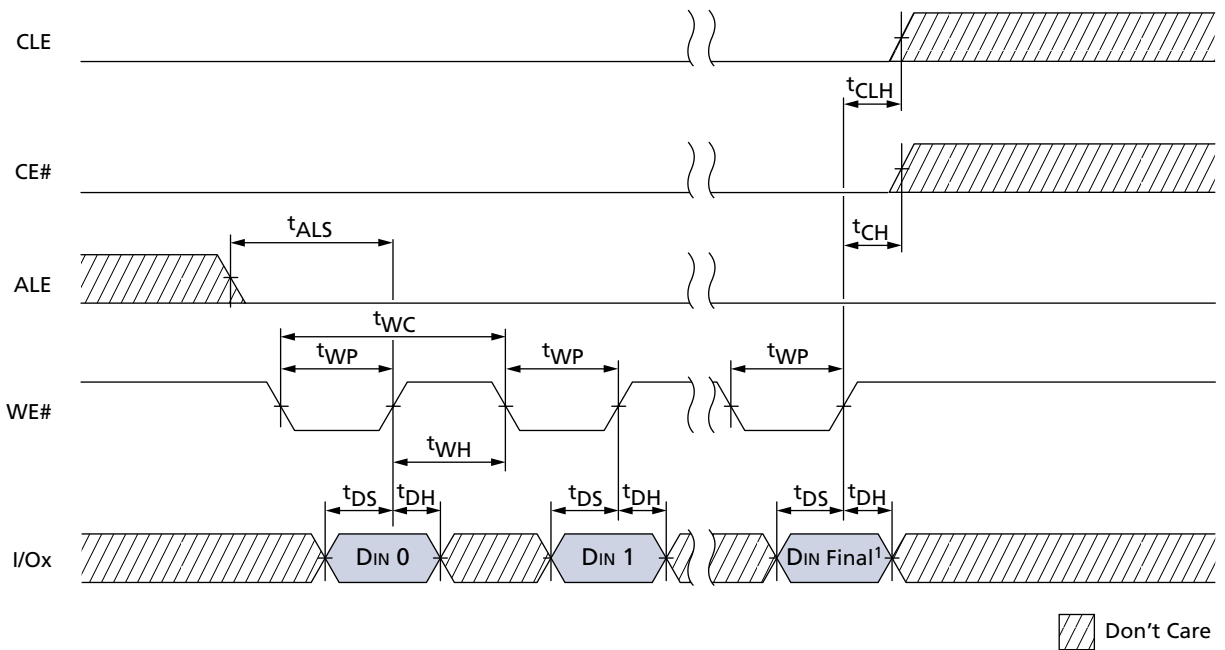 CLE
tCLH
CE#
tALS
tCH
ALE
tWC
tWP
tWP
tWP
WE#
tWH
tDS
tDH
tDS
tDH
tDS
tDH
I/Ox
DIN 0
DIN 1
DIN Final1
Don't Care